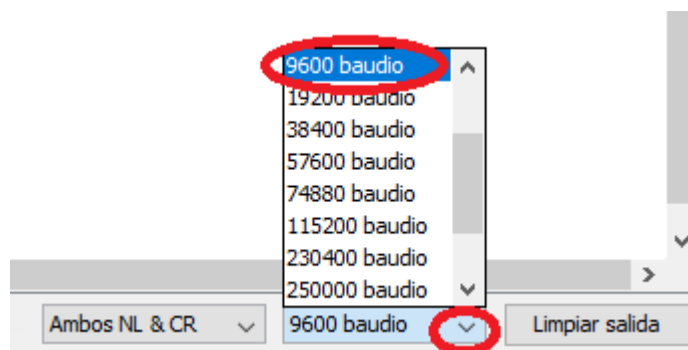 9600 baudio
19200 baudio
38400 baudio
57600 baudio
74880 baudio
115200 baudio
230400 baudio
250000 baudio
Ambos NL & CR
9600 baudio
Limpiar salida